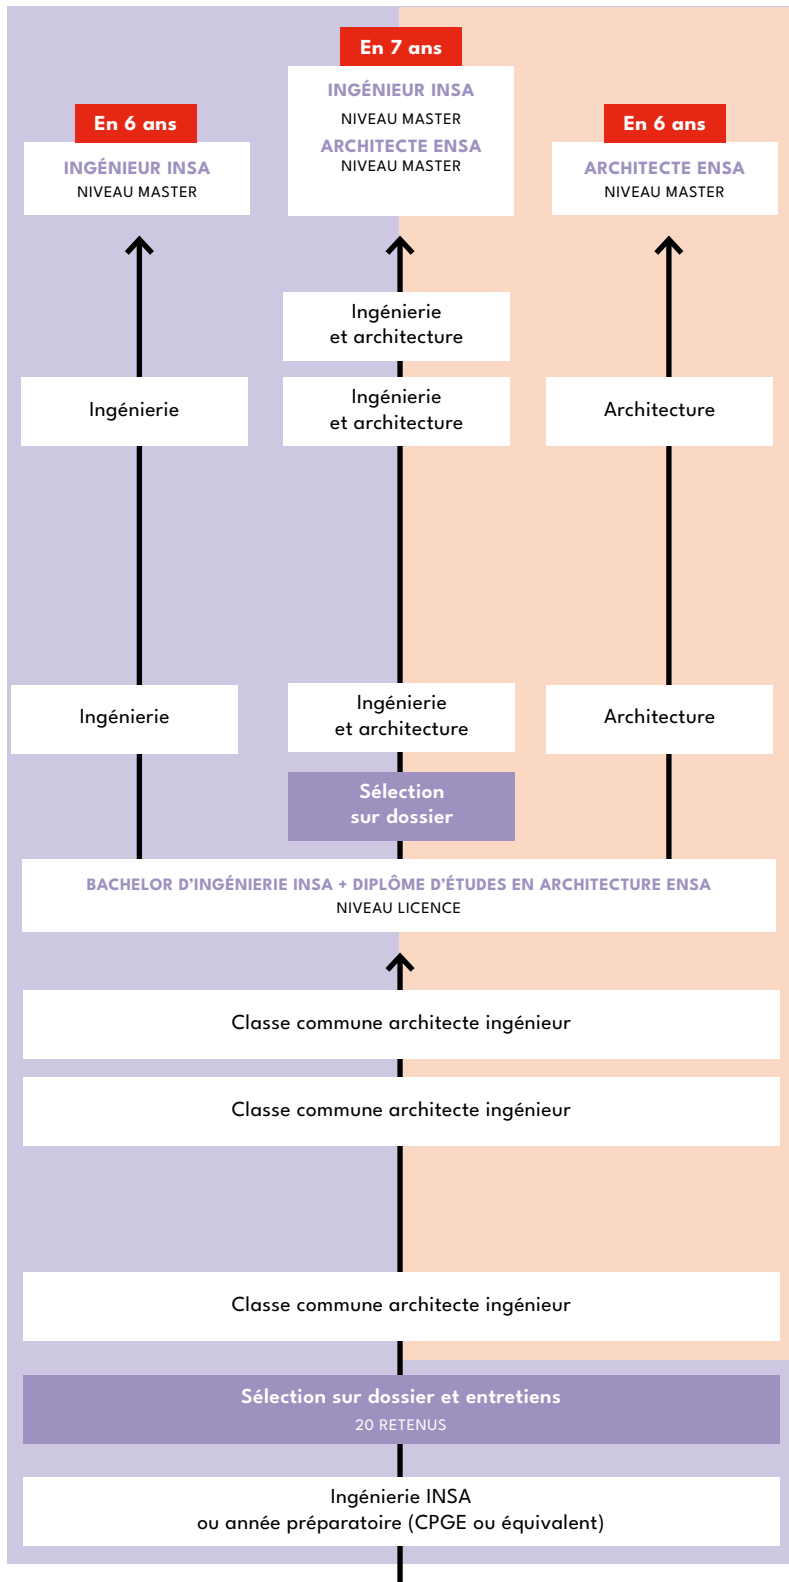 En 7 ans
INGÉNIEUR INSA
NIVEAU MASTER
ARCHITECTE ENSA
NIVEAU MASTER
En 6 ans
INGÉNIEUR INSA
NIVEAU MASTER
En 6 ans
ARCHITECTE ENSA
NIVEAU MASTER
Ingénierie
et architecture
Ingénierie
Ingénierie
et architecture
Architecture
Ingénierie
Ingénierie
et architecture
Architecture
Sélection
sur dossier
BACHELOR D'INGÉNIERIE INSA + DIPLÔME D'ÉTUDES EN ARCHITECTURE ENSA
NIVEAU LICENCE
Classe commune architecte ingénieur
Classe commune architecte ingénieur
Classe commune architecte ingénieur
Sélection sur dossier et entretiens
20 RETENUS
Ingénierie INSA
ou année préparatoire (CPGE ou équivalent)